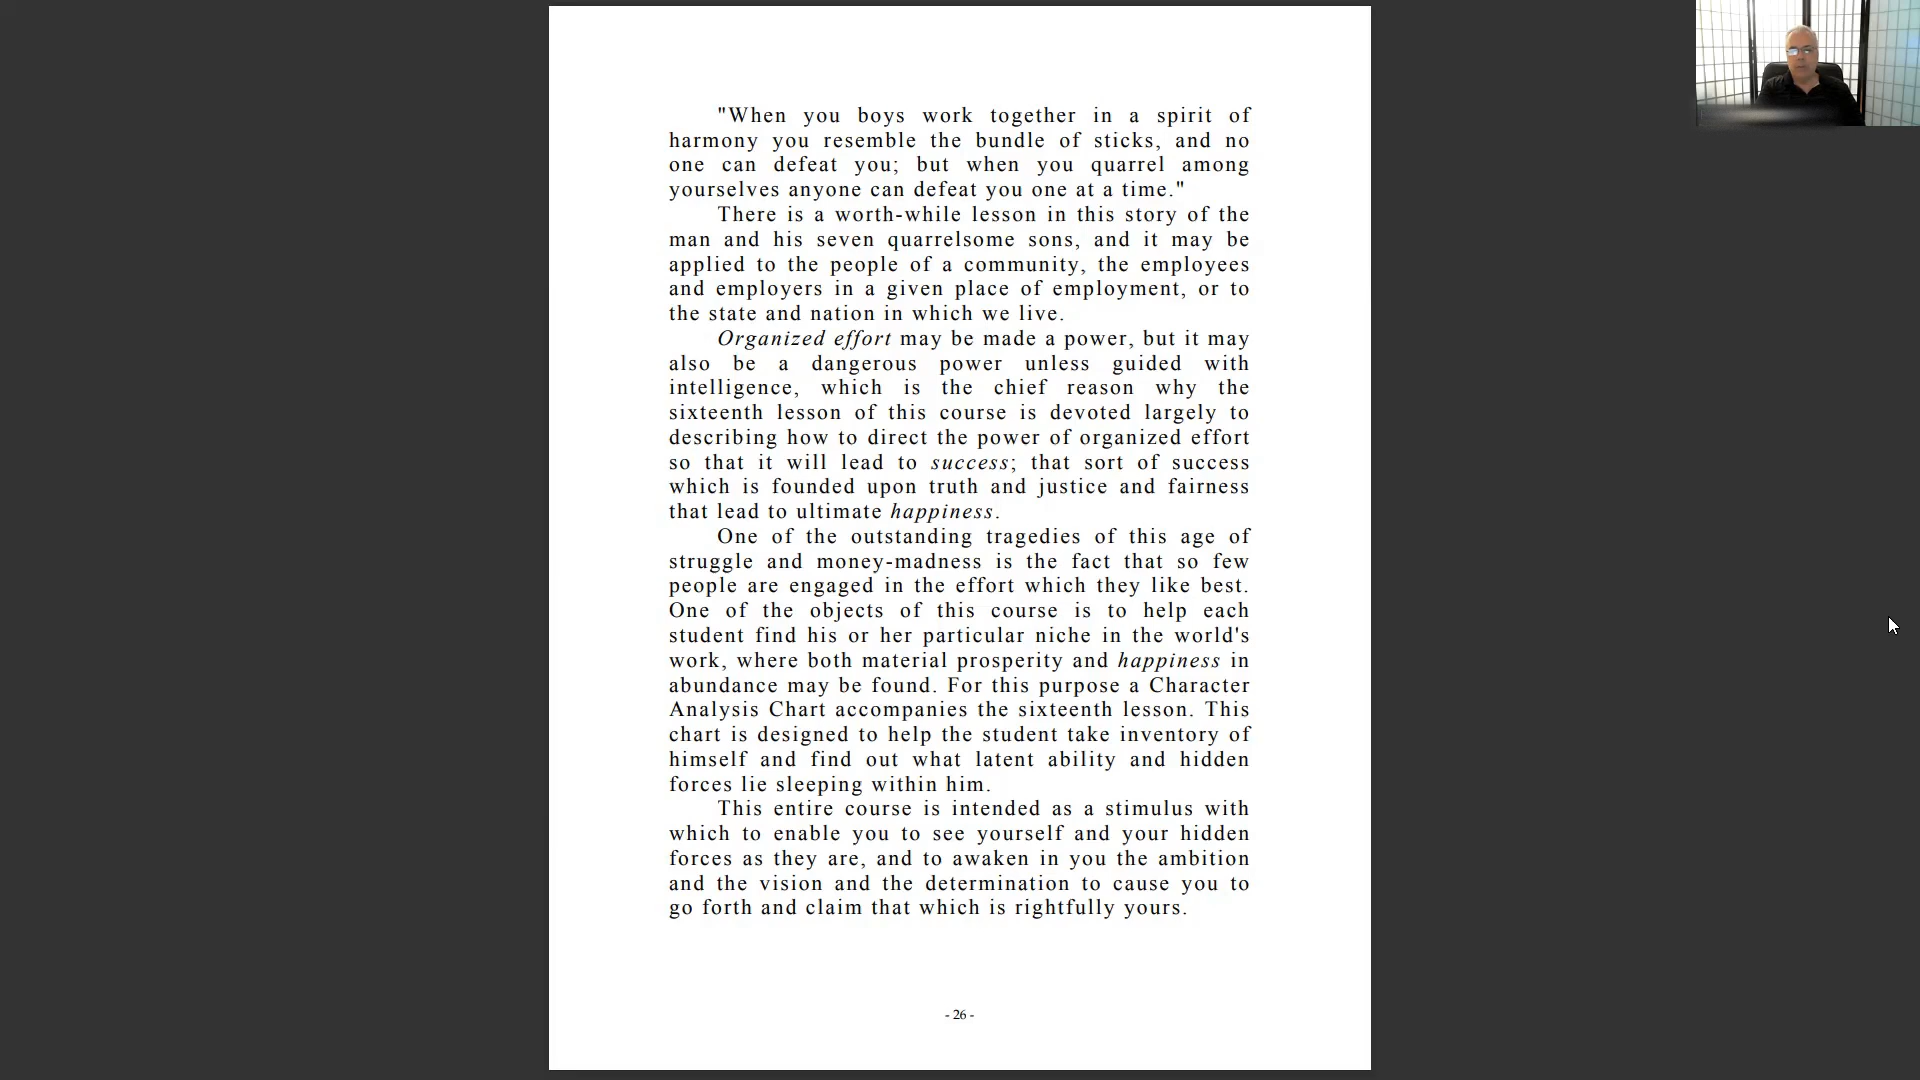 "When you boys work together in a spirit of
harmony you resemble the bundle of sticks, and no
one can defeat you; but when you quarrel among
yourselves anyone can defeat you one at a time."
There is a worth-while lesson in this story of the
man and his seven quarrelsome sons, and it may be
applied to the people of a community, the employees
and employers in a given place of employment, or to
the state and nation in which we live.
Organized effort may be made a power, but it may
also be a dangerous power unless guided with
intelligence, which is the chief reason why the
sixteenth lesson of this course is devoted largely to
describing how to direct the power of organized effort
so that it will lead to success; that sort of success
which is founded upon truth and justice and fairness
that lead to ultimate happiness.
One of the outstanding tragedies of this age of
struggle and money-madness is the fact that so few
people are engaged in the effort which they like best.
One of the objects of this course is to help each
student find his or her particular niche in the world's
work, where both material prosperity and happiness in
abundance may be found. For this purpose a Character
Analysis Chart accompanies the sixteenth lesson. This
chart is designed to help the student take inventory of
himself and find out what latent ability and hidden
forces lie sleeping within him.
This entire course is intended as a stimulus with
which to enable you to see yourself and your hidden
forces as they are, and to awaken in you the ambition
and the vision and the determination to cause you to
go forth and claim that which is rightfully yours.
- 26 -